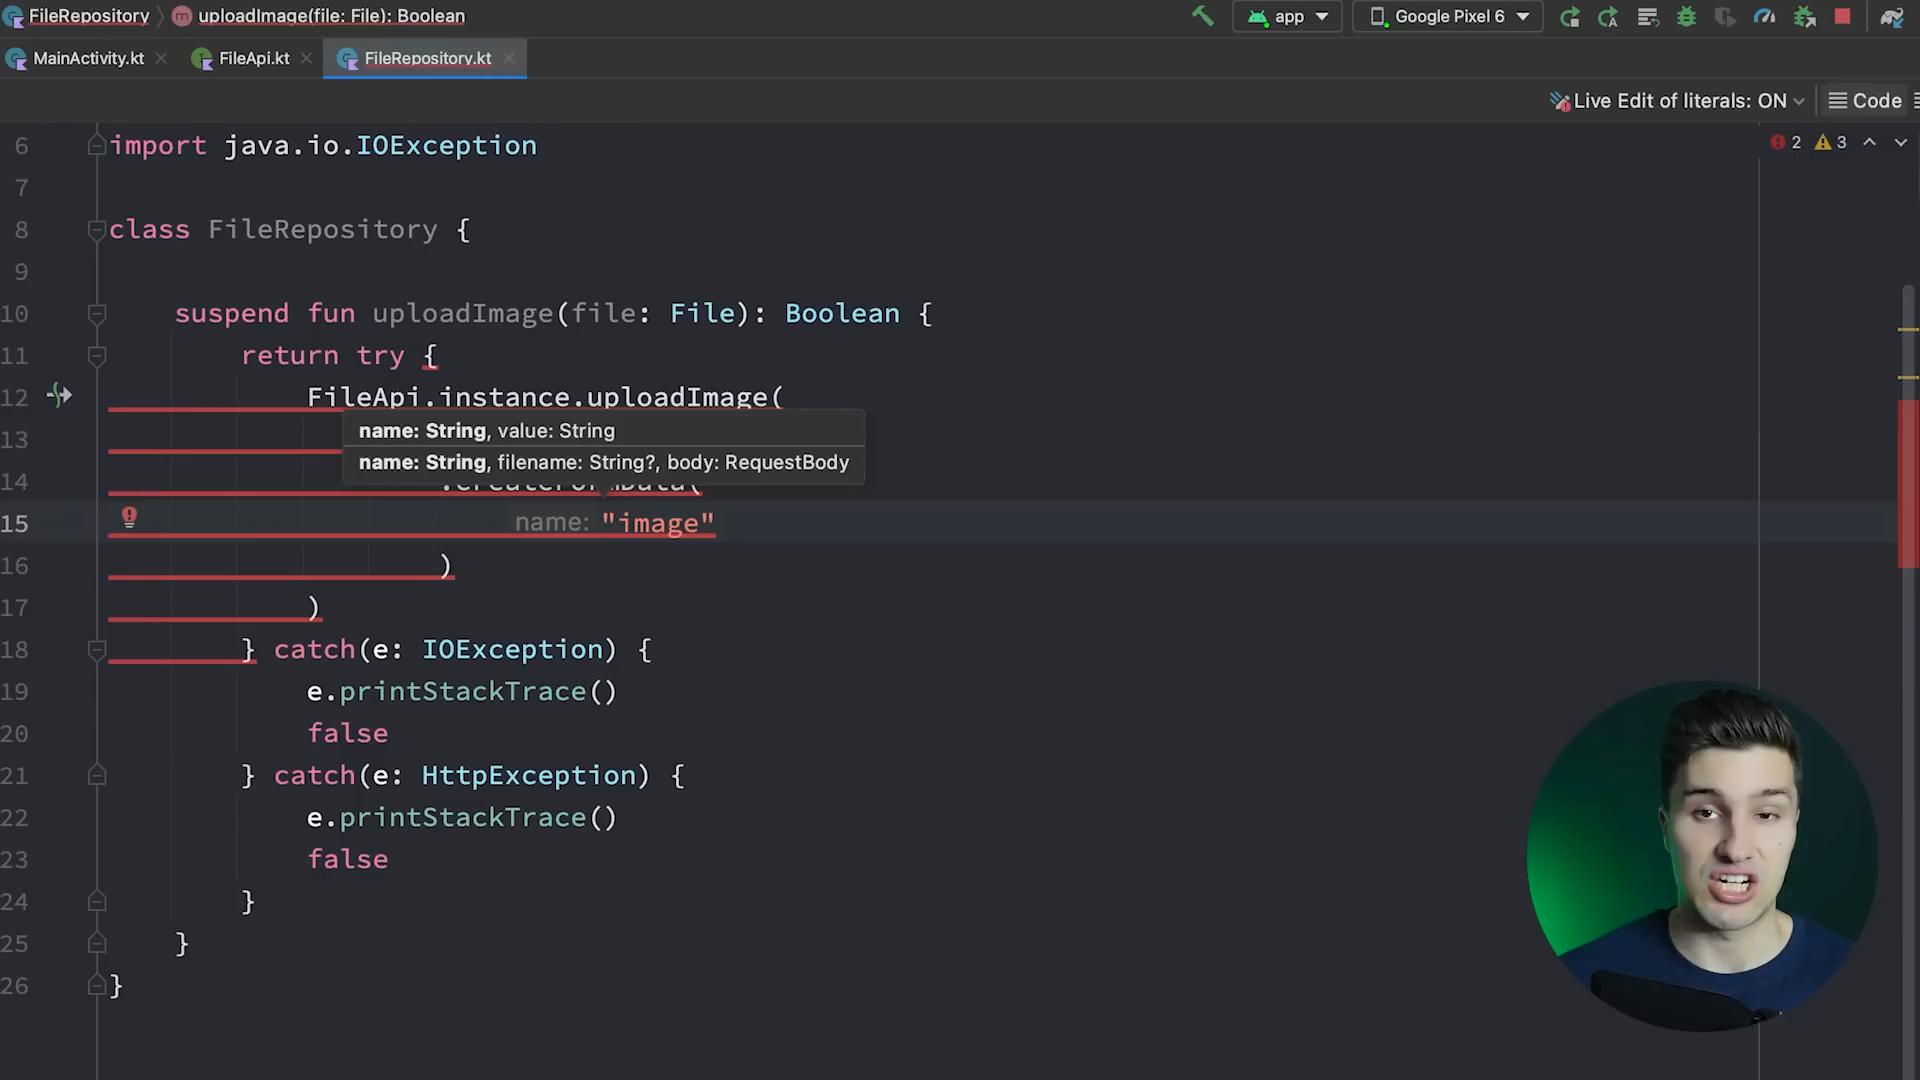 FileRepository uploadImage(file: File): Boolean app Google Pixel 6
MainActivity.kt FileApi.kt FileRepository.kt
Live Edit of literals: ON Code
2 3
6 import java.io.IOException
7
8 class FileRepository {
9
10 suspend fun uploadImage(file: File): Boolean {
11 return try {
12 FileApi.instance.uploadImage(
name: String, value: String
13
name: String, filename: String?, body: RequestBody
14 .createFormData(
15 name: "image"
16 )
17 )
18 } catch(e: IOException) {
19 e.printStackTrace()
20 false
21 } catch(e: HttpException) {
22 e.printStackTrace()
23 false
24 }
25 }
26 }